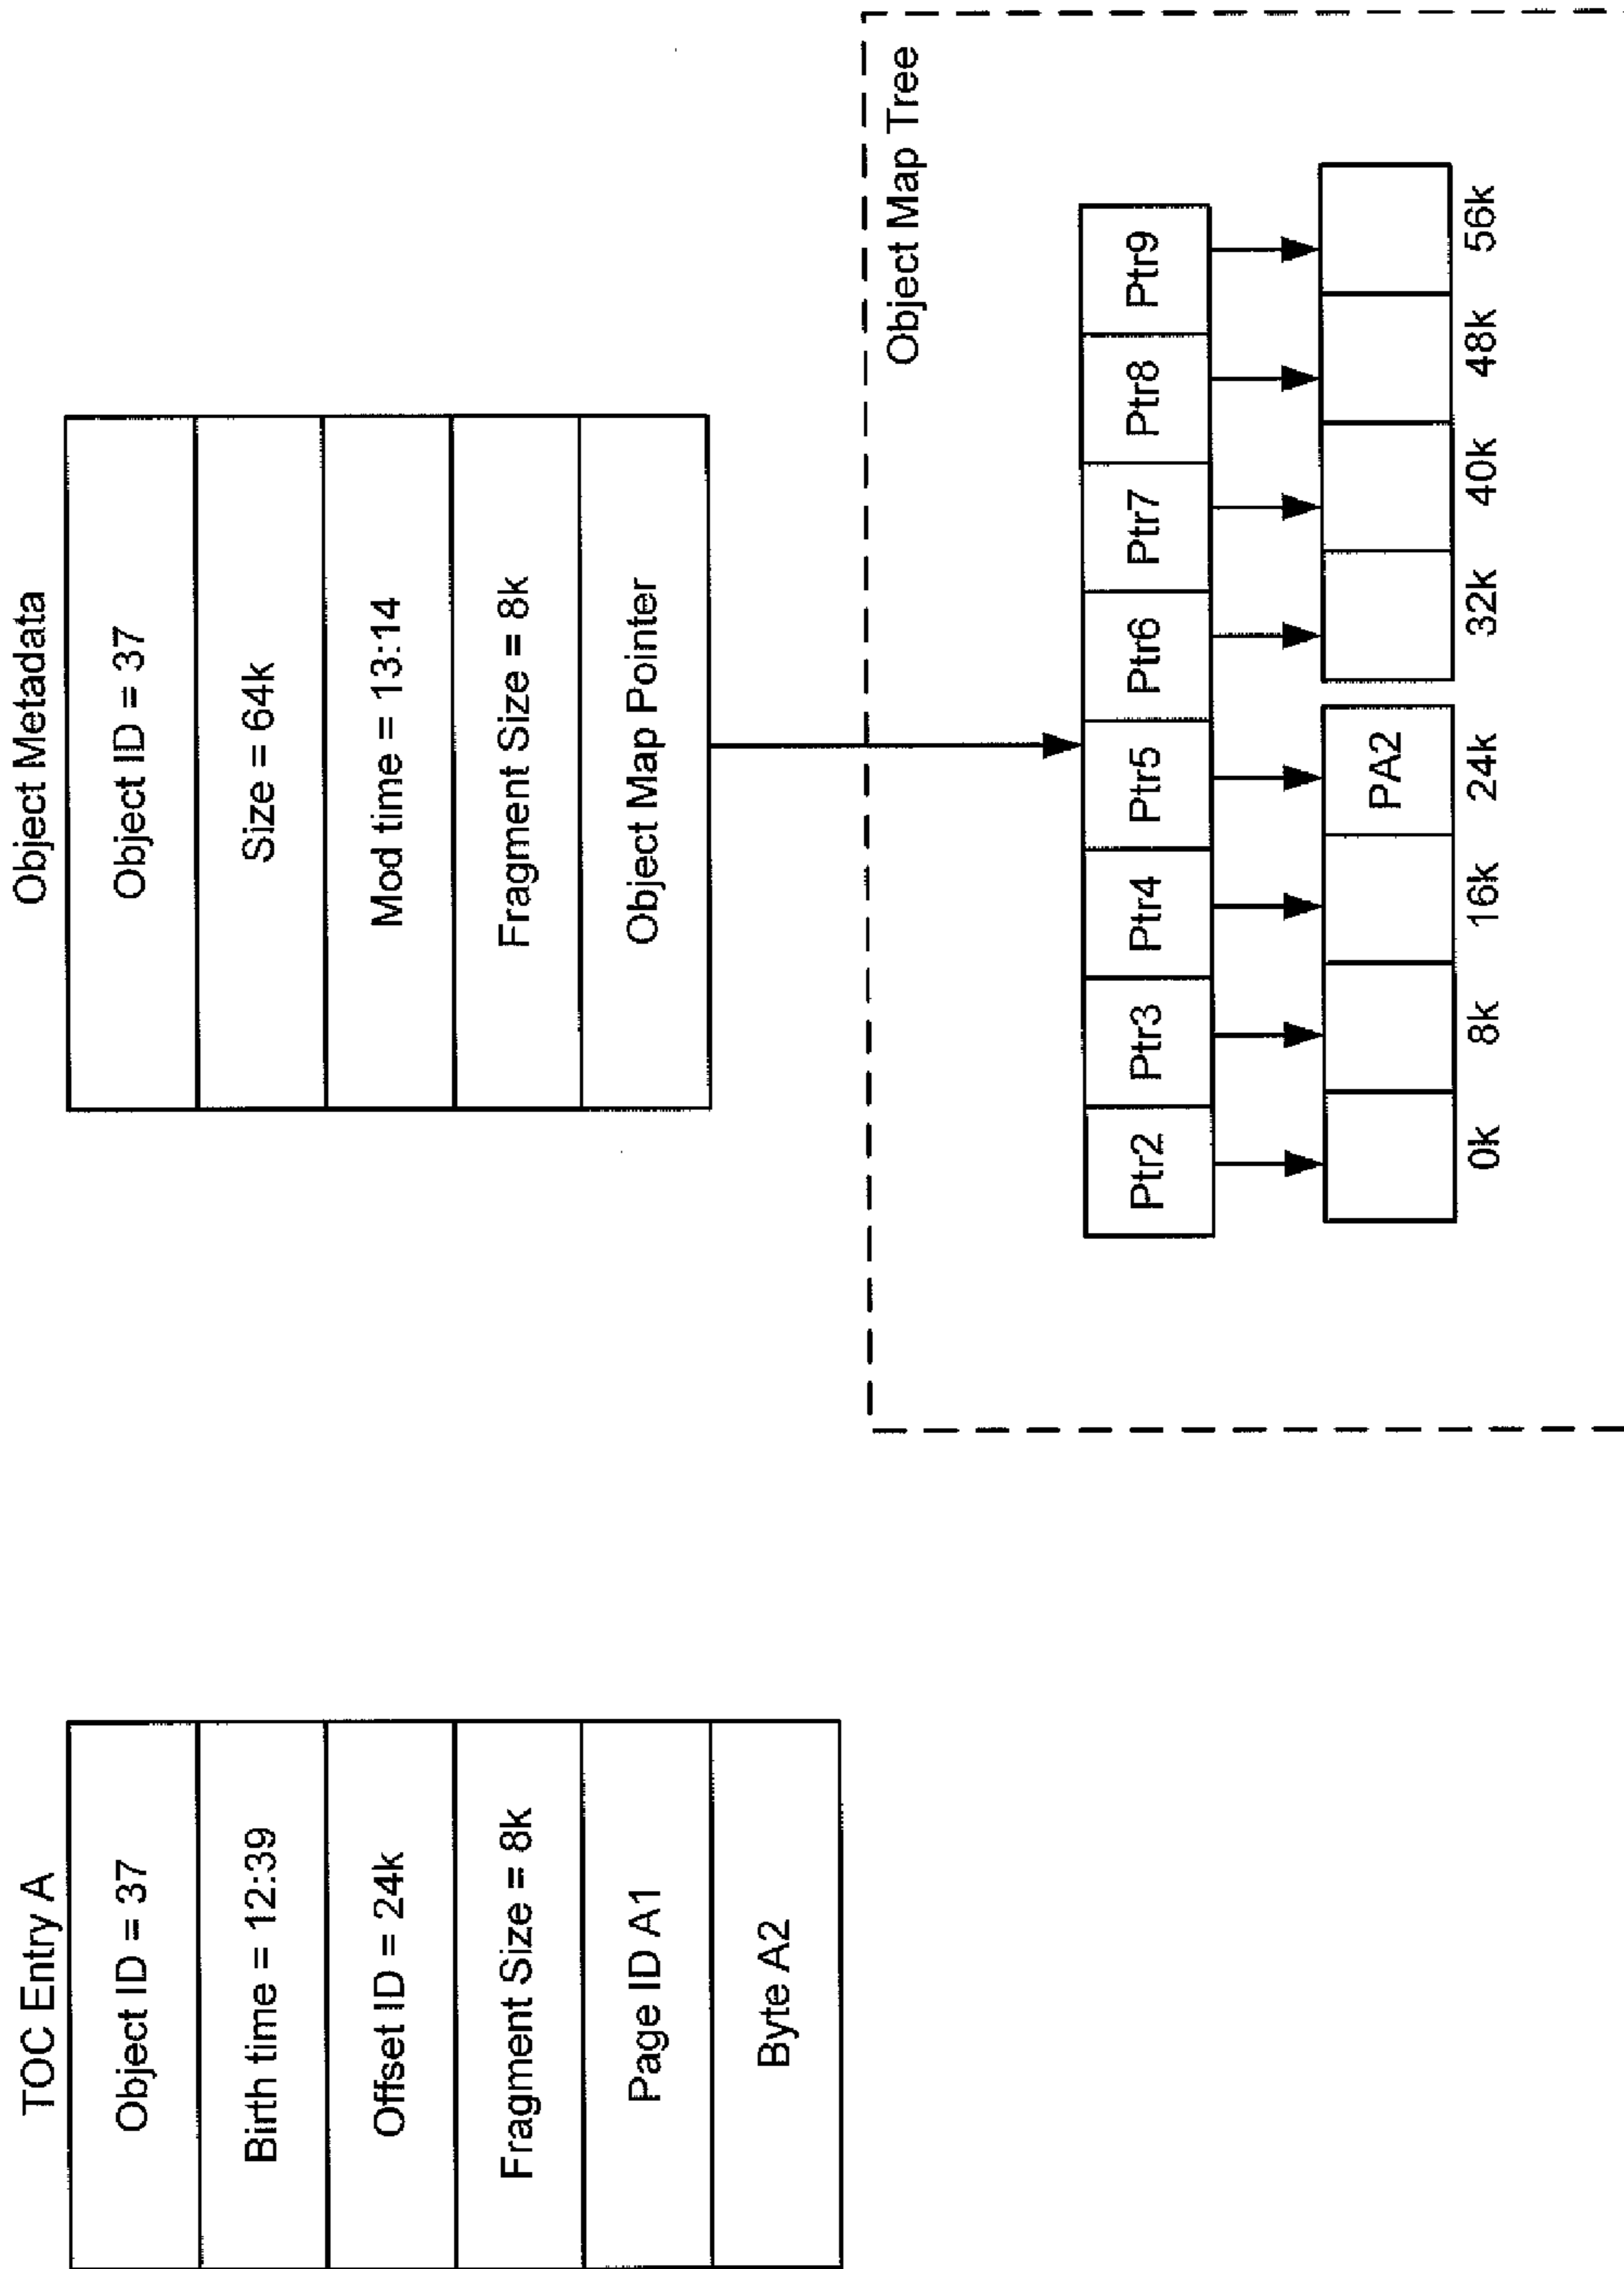 TOC Entry A
Object ID = 37
Birth time = 12:39
Offset ID = 24k
Fragment Size = 8k
Page ID A1
Byte A2
Object Metadata
Object ID = 37
Size = 64k
Mod time = 13:14
Fragment Size = 8k
Object Map Pointer
Object Map Tree
Ptr2 Ptr3 Ptr4 Ptr5 Ptr6 Ptr7 Ptr8 Ptr9
PA2
0k 8k 16k 24k 32k 40k 48k 56k